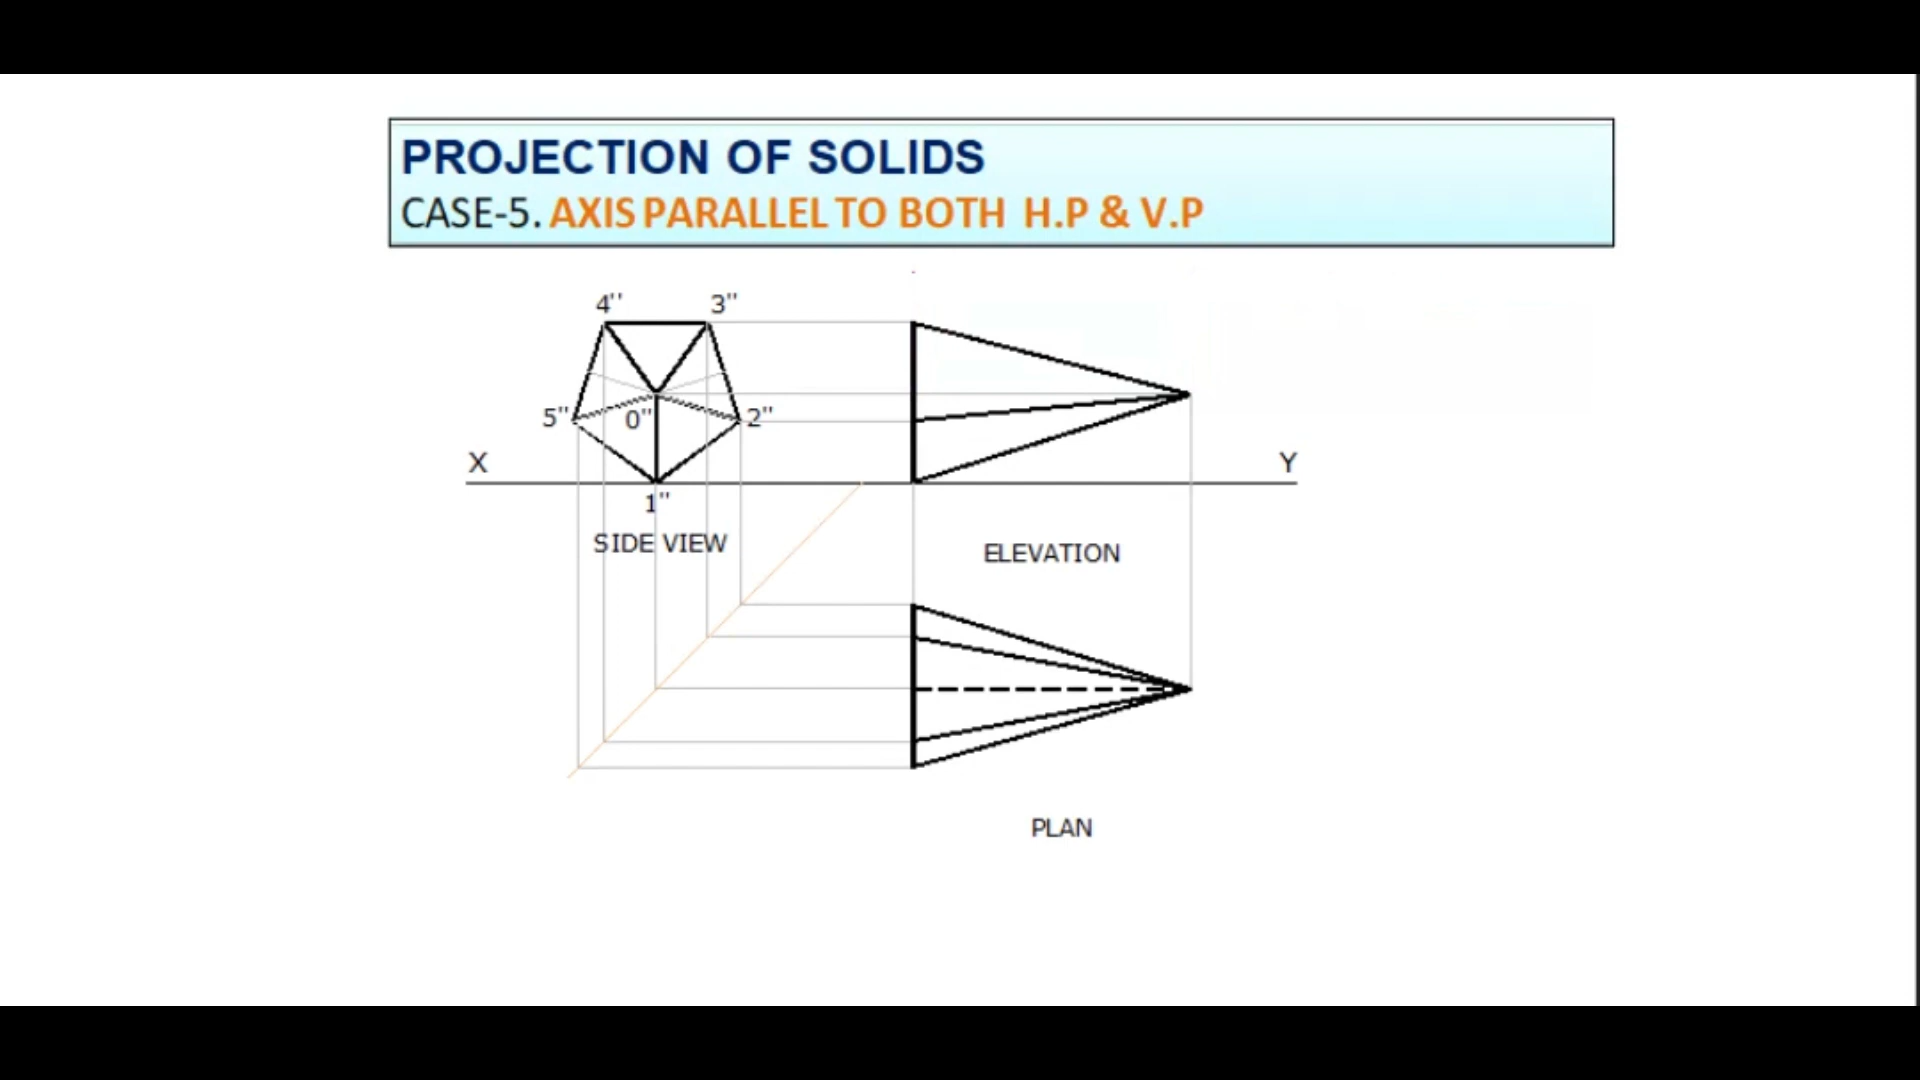 PROJECTION OF SOLIDS
CASE-5. AXIS PARALLEL TO BOTH H.P & V.P
4'' 3''
5'' 0'' 2''
X Y
1''
SIDE VIEW
ELEVATION
PLAN